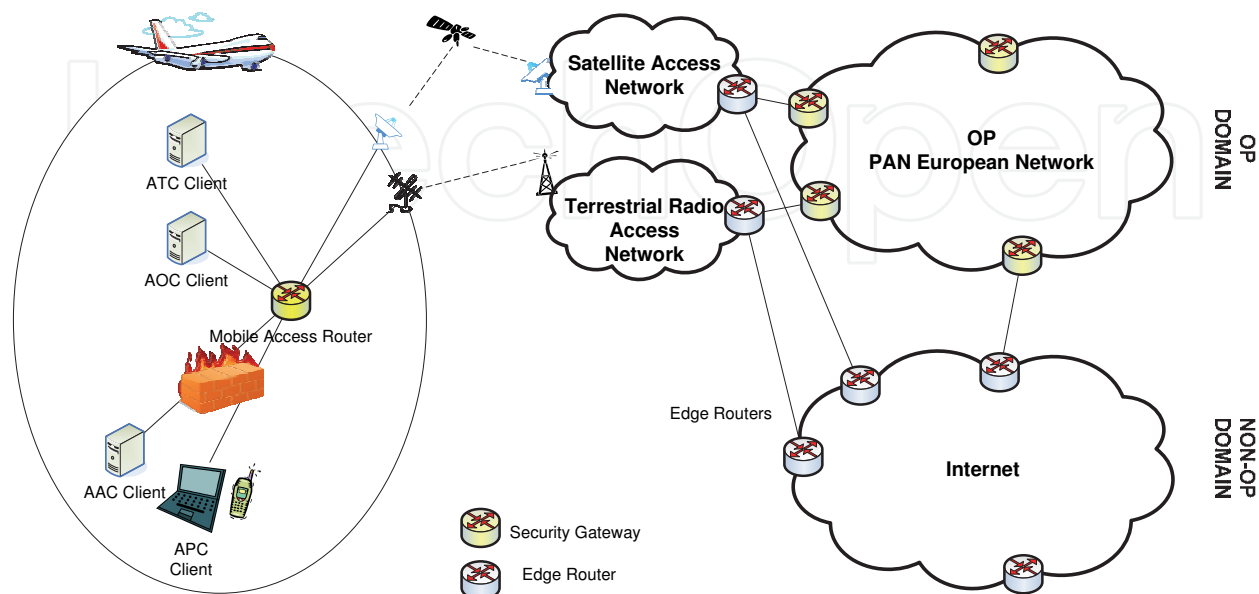 Satellite Access
Network
OP
PAN European Network
OP
DOMAIN
ATC Client
Terrestrial Radio
Access
Network
AOC Client
Mobile Access Router
Edge Routers
Internet
NON-OP
DOMAIN
AAC Client
APC
Client
Security Gateway
Edge Router
IntechOpen